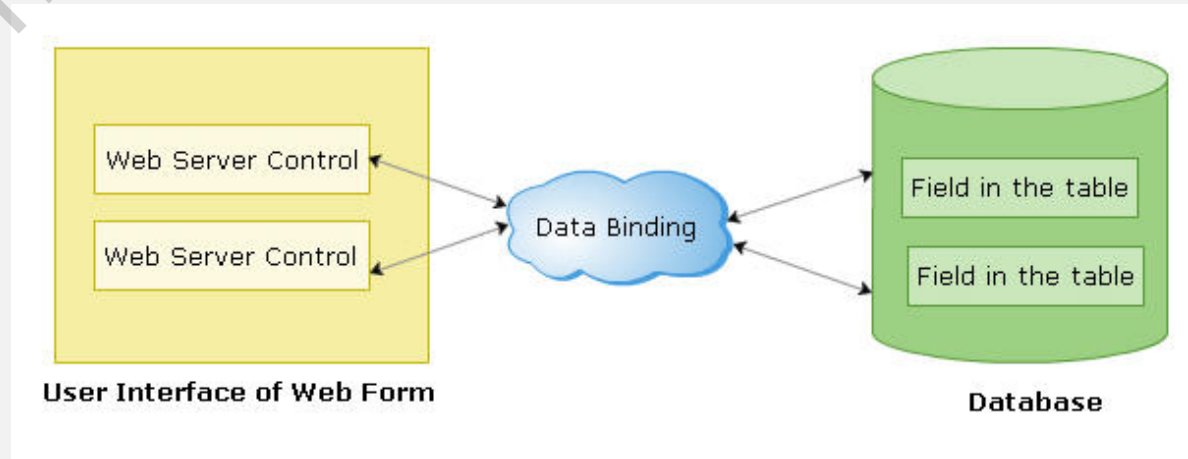 Web Server Control
Web Server Control
User Interface of Web Form
Data Binding
Field in the table
Field in the table
Database